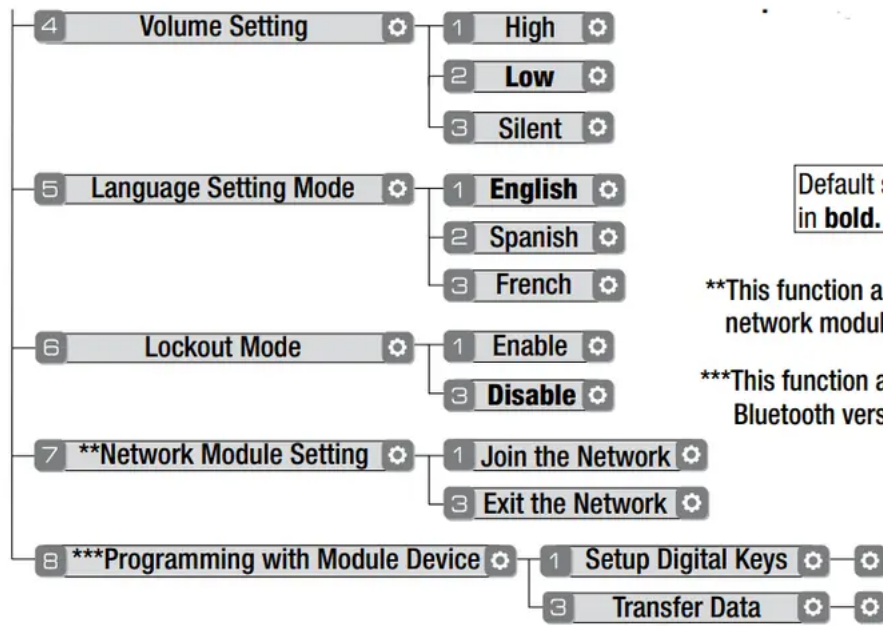 4 Volume Setting
1 High
2 Low
3 Silent
5 Language Setting Mode
1 English
2 Spanish
3 French
Default
in bold.
**This function
network
6 Lockout Mode
1 Enable
3 Disable
***This function
Bluetooth
7 **Network Module Setting
1 Join the Network
3 Exit the Network
8 ***Programming with Module Device
1 Setup Digital Keys
3 Transfer Data